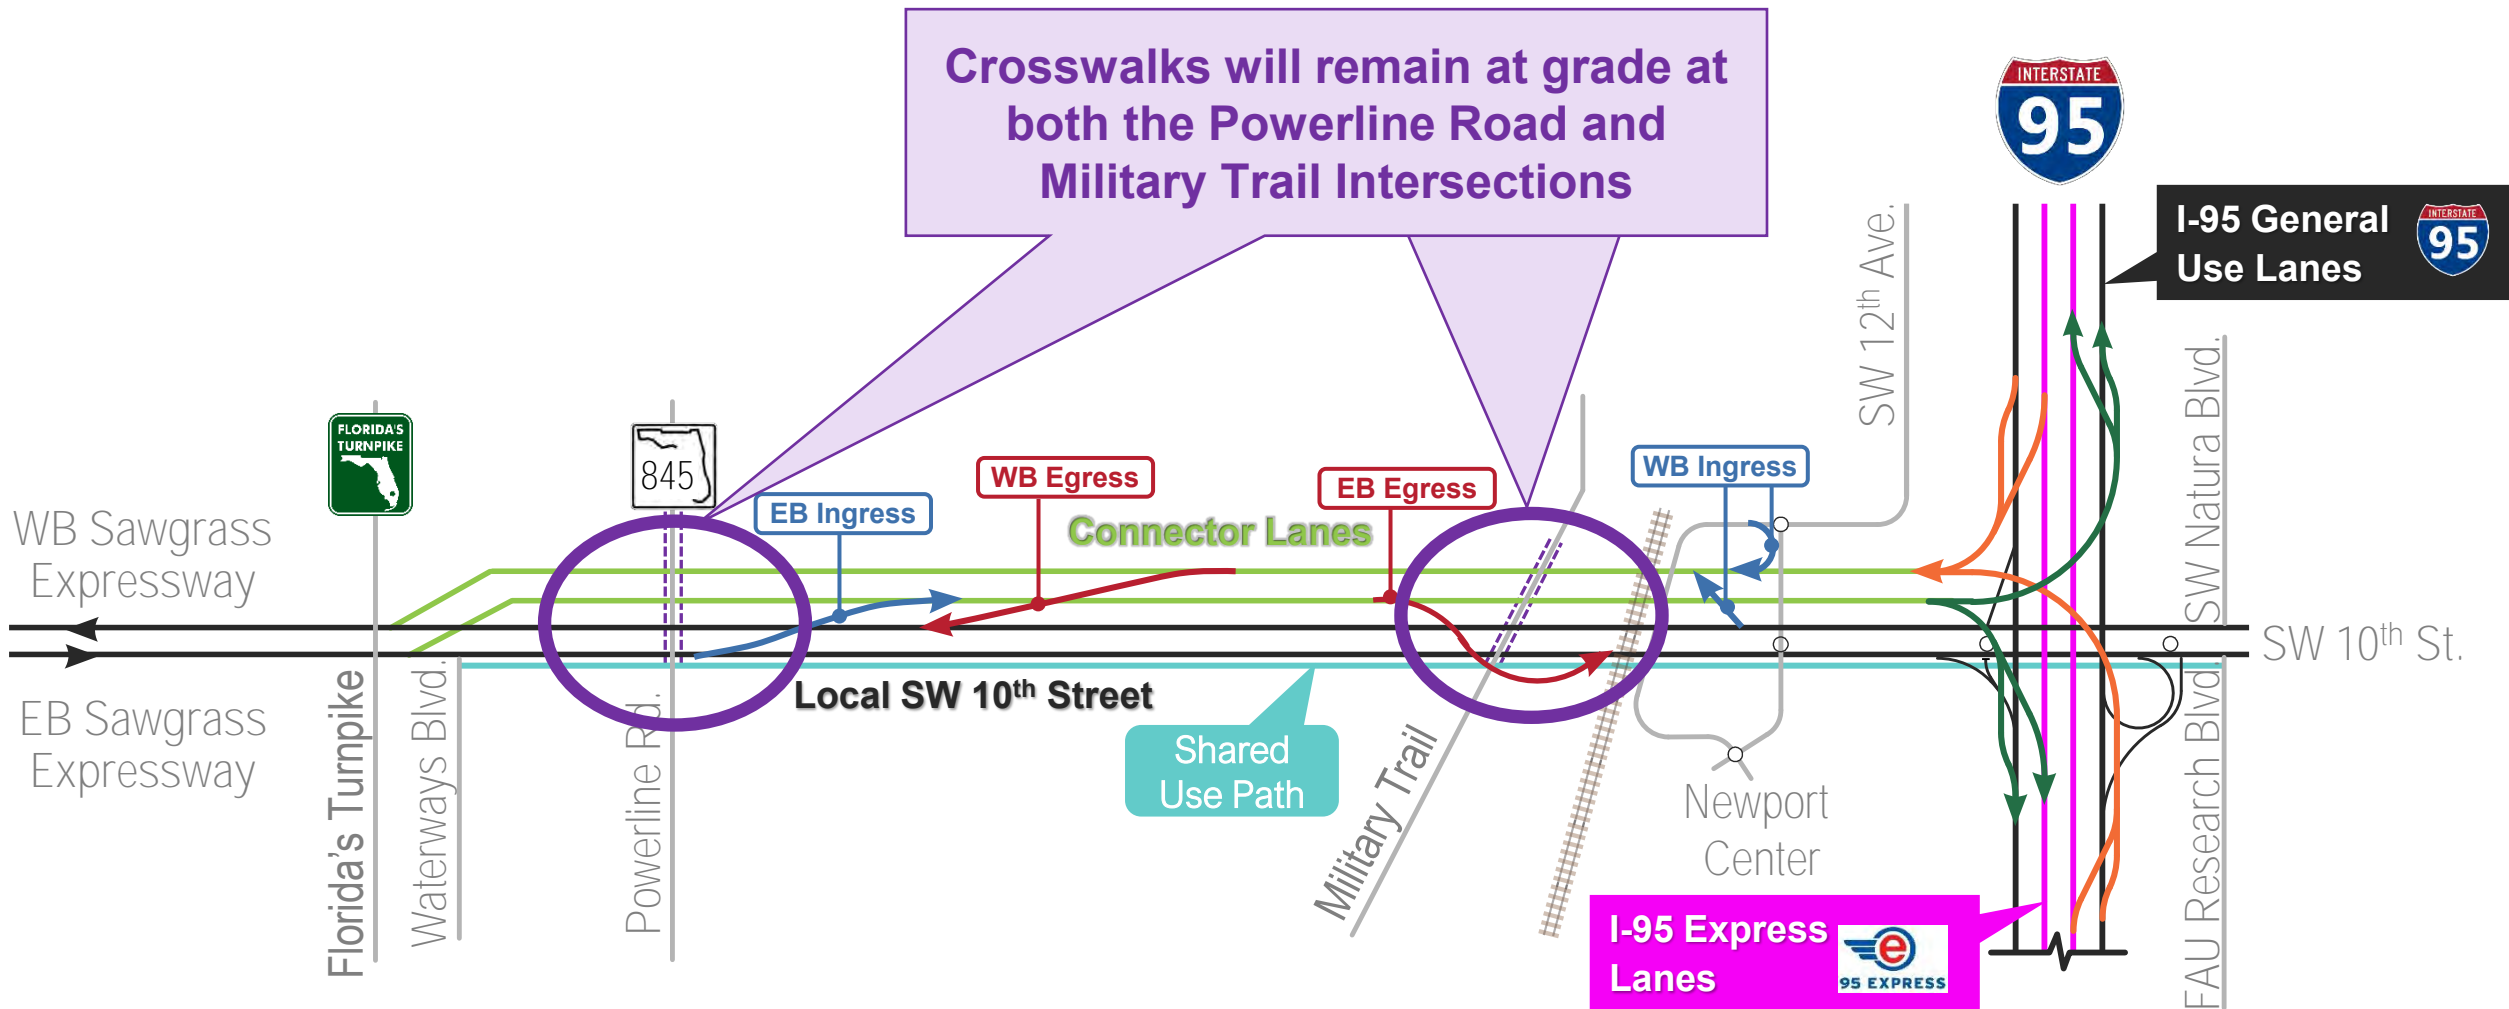 Crosswalks will remain at grade at
both the Powerline Road and
Military Trail Intersections
INTERSTATE
95
I-95 General
Use Lanes
INTERSTATE
95
SW 12th Ave.
SW Natura Blvd.
FLORIDA'S
TURNPIKE
845
EB Ingress
WB Egress
EB Egress
WB Ingress
Connector Lanes
WB Sawgrass
Expressway
EB Sawgrass
Expressway
SW 10th St.
Local SW 10th Street
Shared
Use Path
Florida's Turnpike
Waterways Blvd.
Powerline Rd.
Military Trail
Newport
Center
FAU Research Blvd.
I-95 Express
Lanes
e
95 EXPRESS